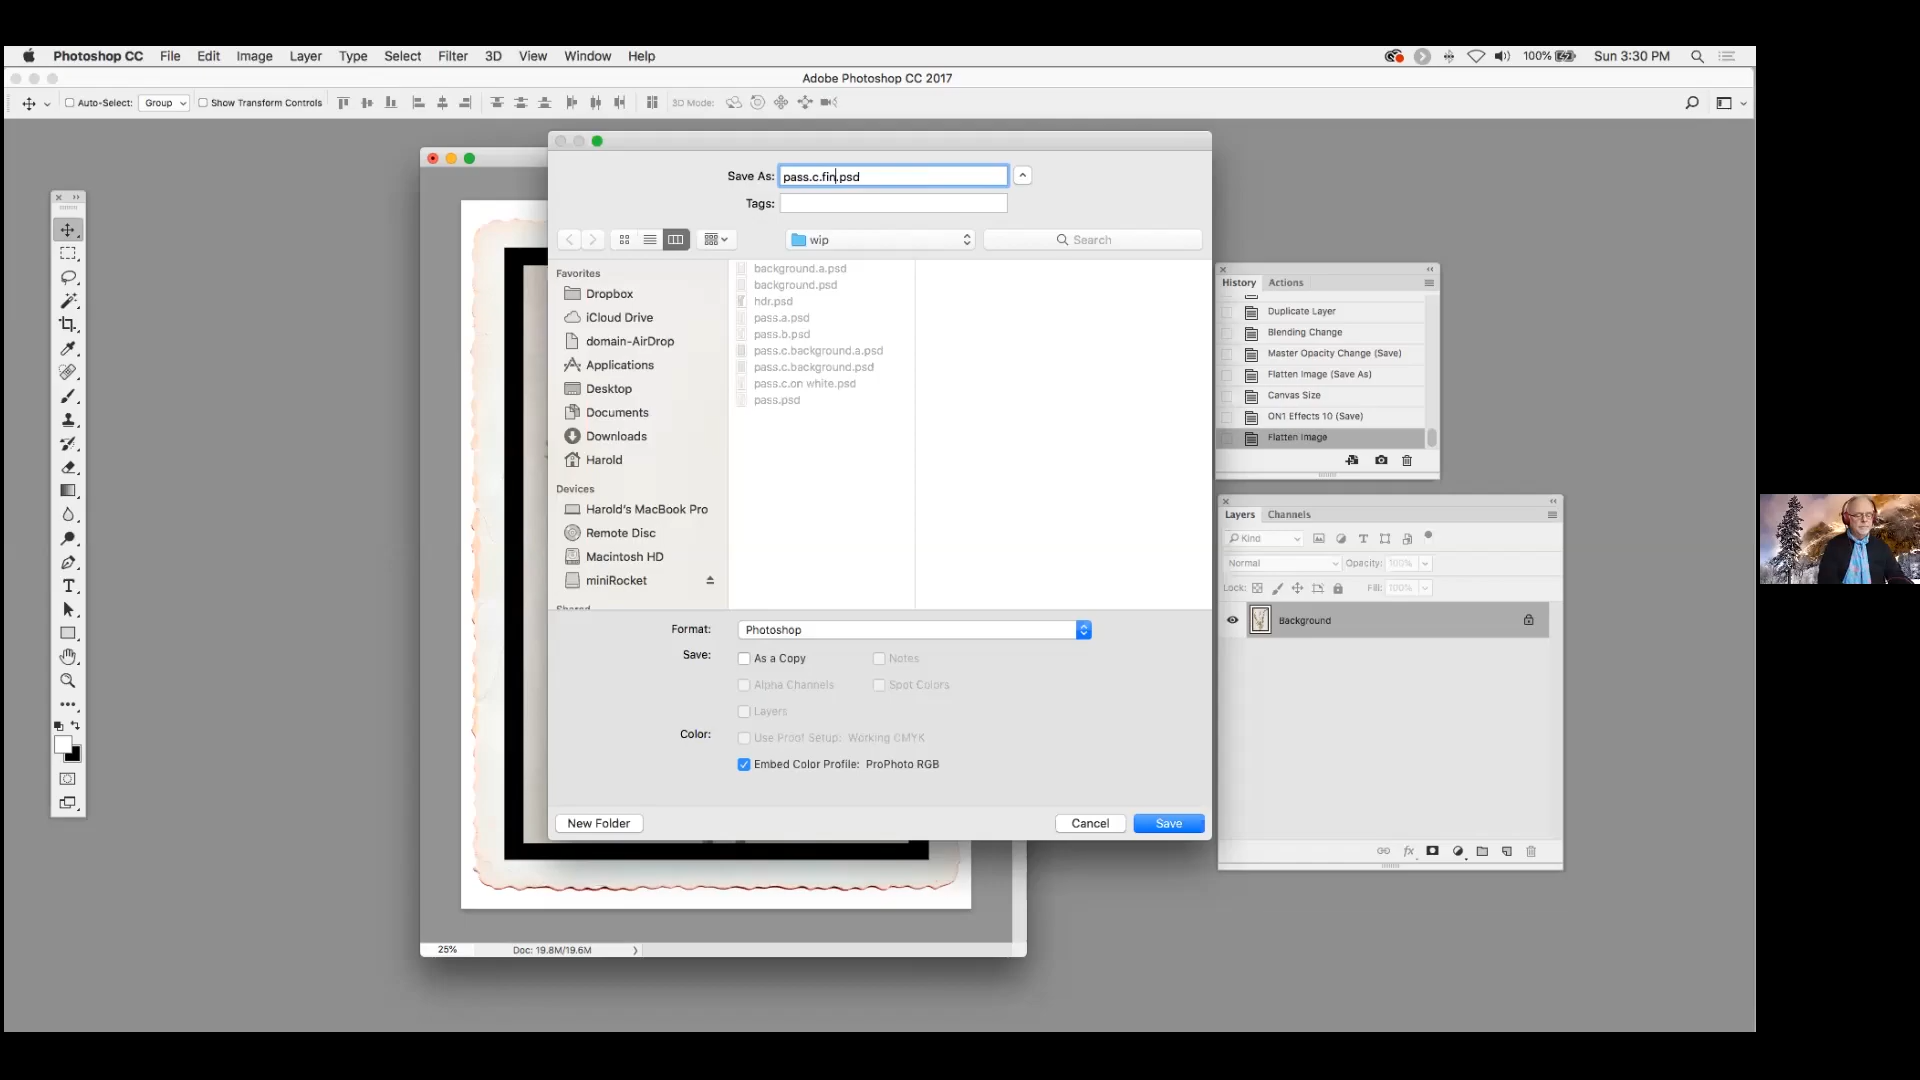 Photoshop CC File Edit Image Layer Type Select Filter 3D View Window Help 100% Sun 3:30 PM
Adobe Photoshop CC 2017
Auto-Select: Group Show Transform Controls 3D Mode:
Save As: pass.c.fin.psd
Tags:
wip Search
Favorites
Dropbox
iCloud Drive
domain-AirDrop
Applications
Desktop
Documents
Downloads
Harold
Devices
Harold's MacBook Pro
Remote Disc
Macintosh HD
miniRocket
Shared
background.a.psd
background.psd
hdr.psd
pass.a.psd
pass.b.psd
pass.c.background.a.psd
pass.c.background.psd
pass.c.on white.psd
pass.psd
Format: Photoshop
Save: As a Copy Notes
Alpha Channels Spot Colors
Layers
Color: Use Proof Setup: Working CMYK
Embed Color Profile: ProPhoto RGB
New Folder Cancel Save
History Actions
Duplicate Layer
Blending Change
Master Opacity Change (Save)
Flatten Image (Save As)
Canvas Size
ON1 Effects 10 (Save)
Flatten Image
Layers Channels
Kind
Normal Opacity: 100%
Lock: Fill: 100%
Background
25% Doc: 19.8M/19.6M